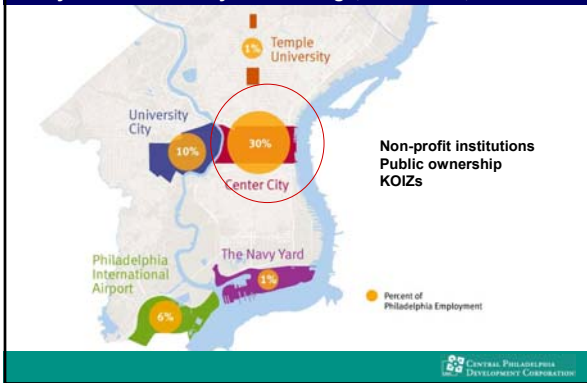 1%
Temple
University
University
City
10%
30%
Center City
Non-profit institutions
Public ownership
KOIZs
Philadelphia
International
Airport
6%
The Navy Yard
1%
Percent of
Philadelphia Employment
CENTRAL PHILADELPHIA
DEVELOPMENT CORPORATION